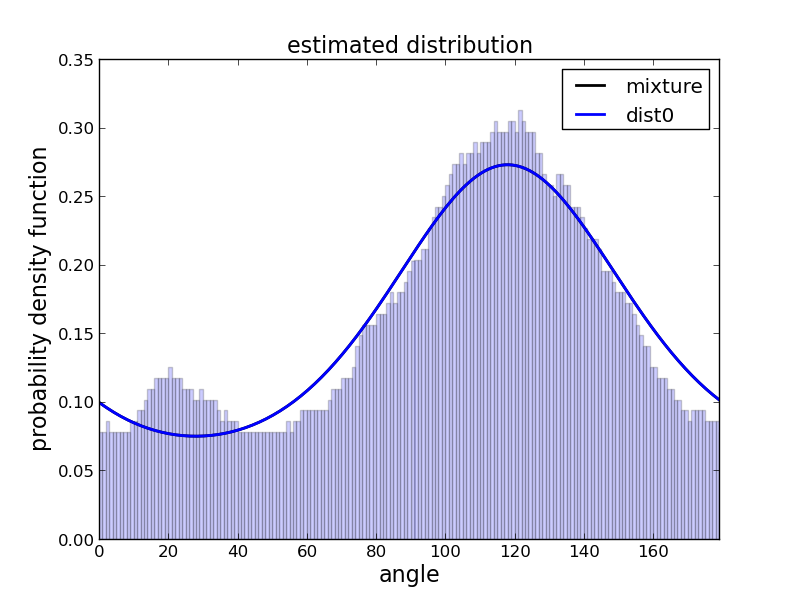 estimated distribution
mixture
dist0
probability density function
0.35
0.30
0.25
0.20
0.15
0.10
0.05
0.00
0 20 40 60 80 100 120 140 160
angle